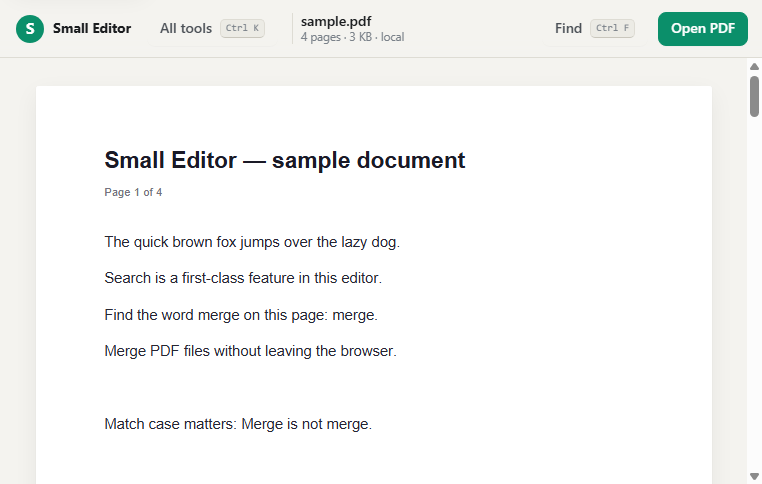 S Small Editor All tools Ctrl K sample.pdf Find Ctrl F Open PDF
4 pages · 3 KB · local
Small Editor — sample document
Page 1 of 4
The quick brown fox jumps over the lazy dog.
Search is a first-class feature in this editor.
Find the word merge on this page: merge.
Merge PDF files without leaving the browser.
Match case matters: Merge is not merge.